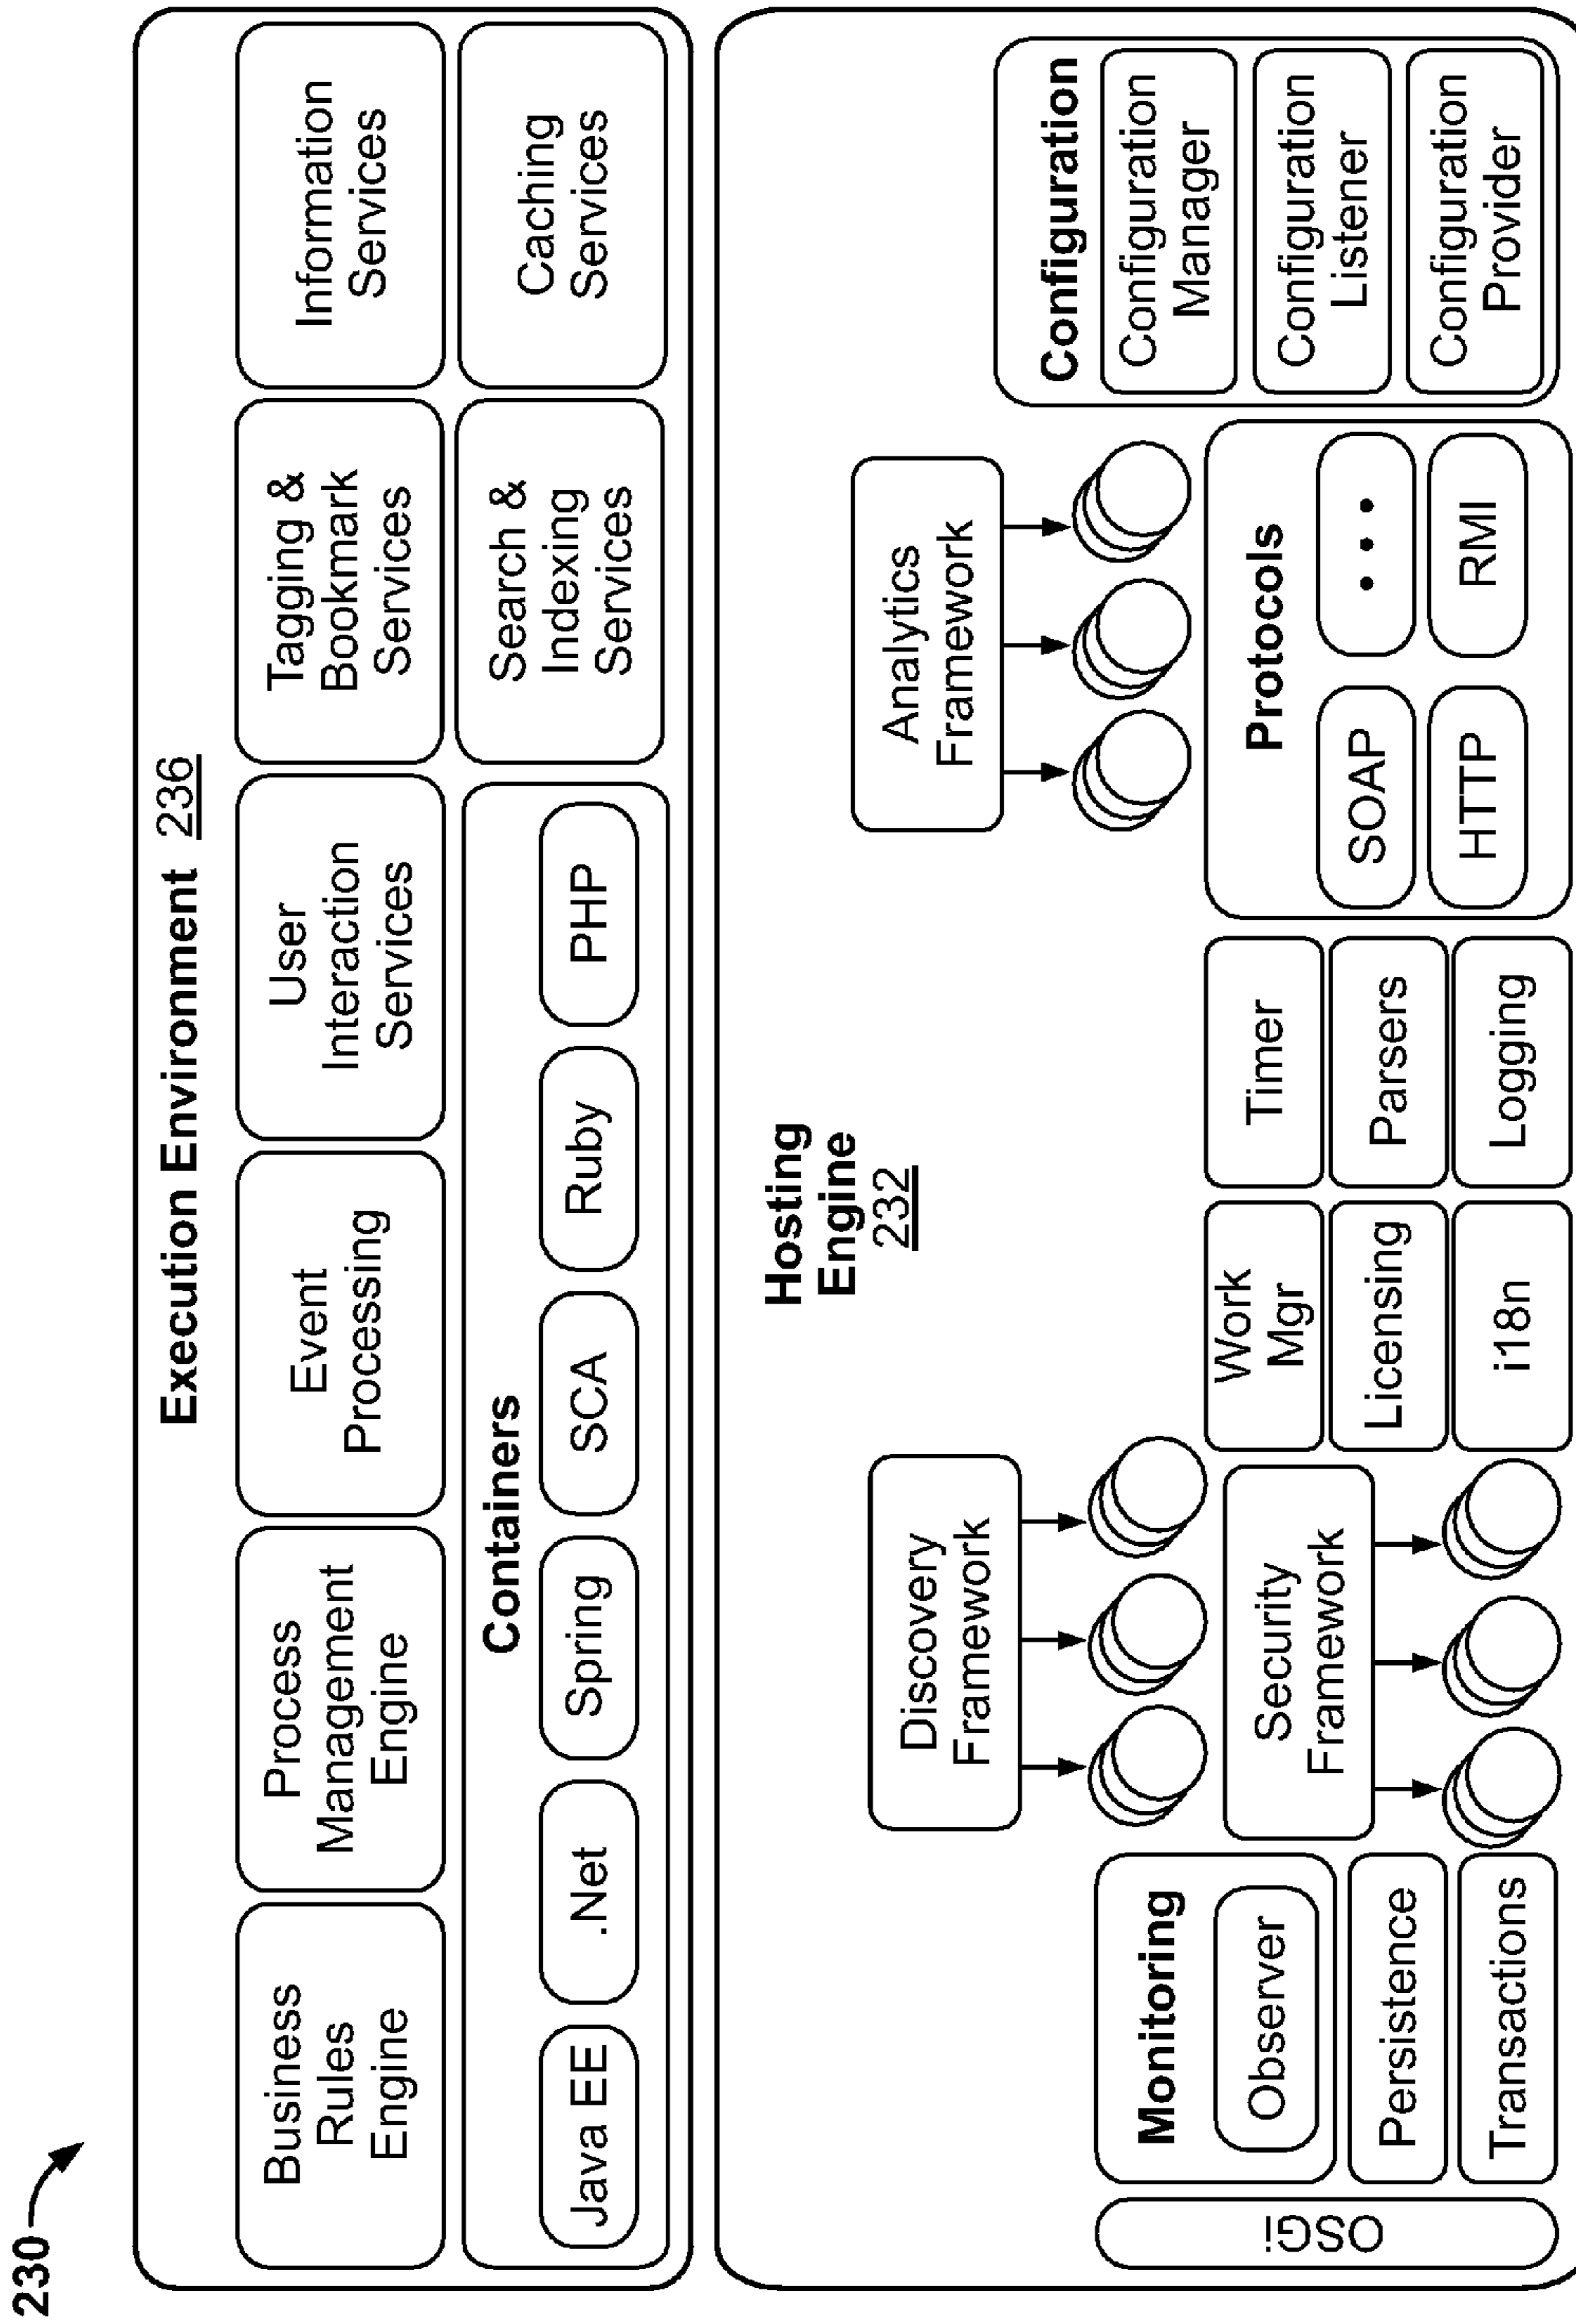 230
Execution Environment 236
Business
Rules
Engine
Process
Management
Engine
Event
Processing
User
Interaction
Services
Tagging &
Bookmark
Services
Information
Services
Containers
Java EE
.Net
Spring
SCA
Ruby
PHP
Search &
Indexing
Services
Caching
Services
Hosting
Engine
232
OSGi
Monitoring
Observer
Persistence
Transactions
Discovery
Framework
Security
Framework
Work
Mgr
Licensing
i18n
Timer
Parsers
Logging
Analytics
Framework
Protocols
SOAP
• • •
HTTP
RMI
Configuration
Configuration
Manager
Configuration
Listener
Configuration
Provider